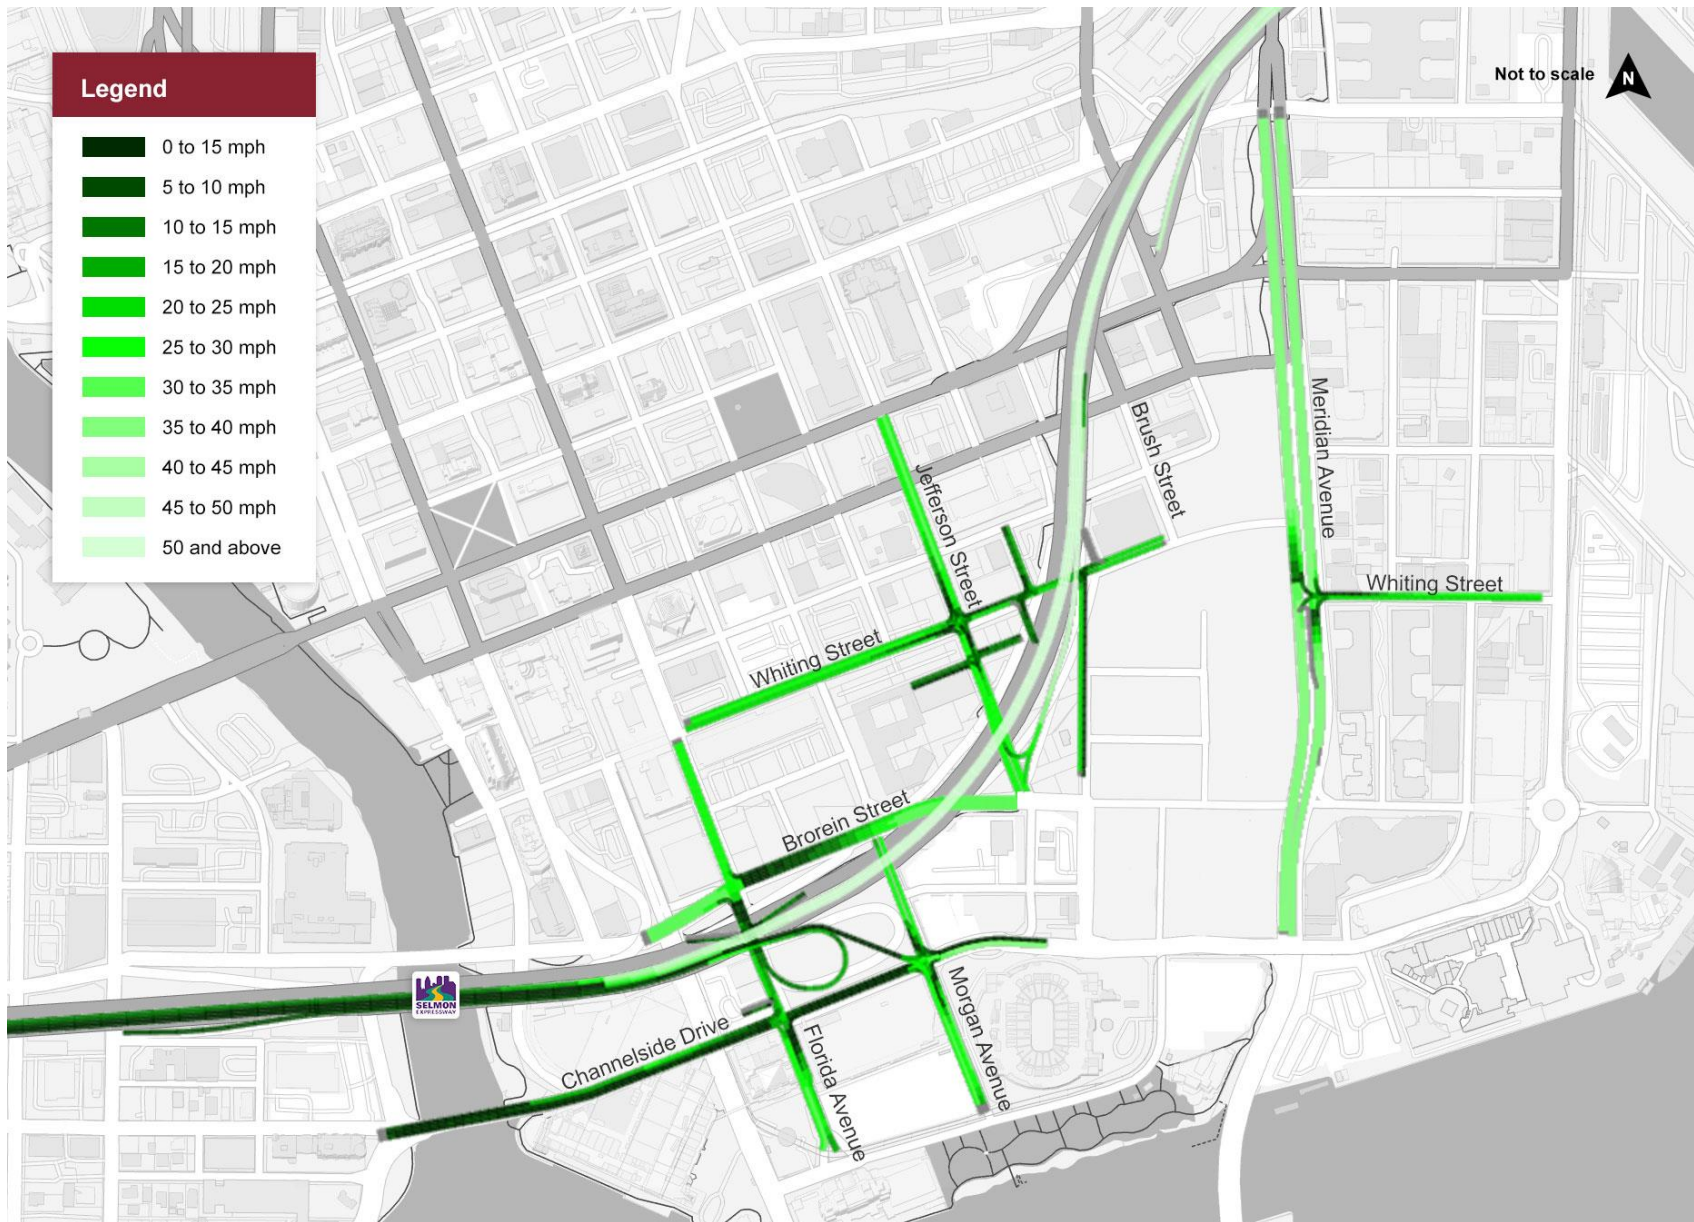 Legend
0 to 15 mph
5 to 10 mph
10 to 15 mph
15 to 20 mph
20 to 25 mph
25 to 30 mph
30 to 35 mph
35 to 40 mph
40 to 45 mph
45 to 50 mph
50 and above
Not to scale
N
Meridian Avenue
Brush Street
Jefferson Street
Whiting Street
Whiting Street
Brorein Street
SELMON
EXPRESSWAY
Channelside Drive
Florida Avenue
Morgan Avenue